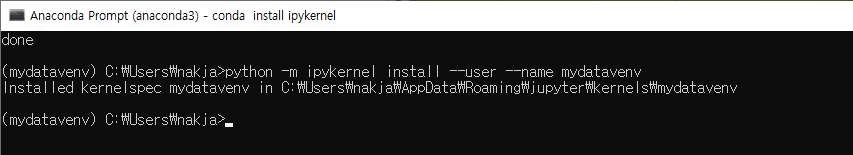 Anaconda Prompt (anaconda3) - conda  install ipykernel
done
(mydatavenv) C:₩Users₩nakja>python -m ipykernel install --user --name mydatavenv
Installed kernelspec mydatavenv in C:₩Users₩nakja₩AppData₩Roaming₩jupyter₩kernels₩mydatavenv
(mydatavenv) C:₩Users₩nakja>